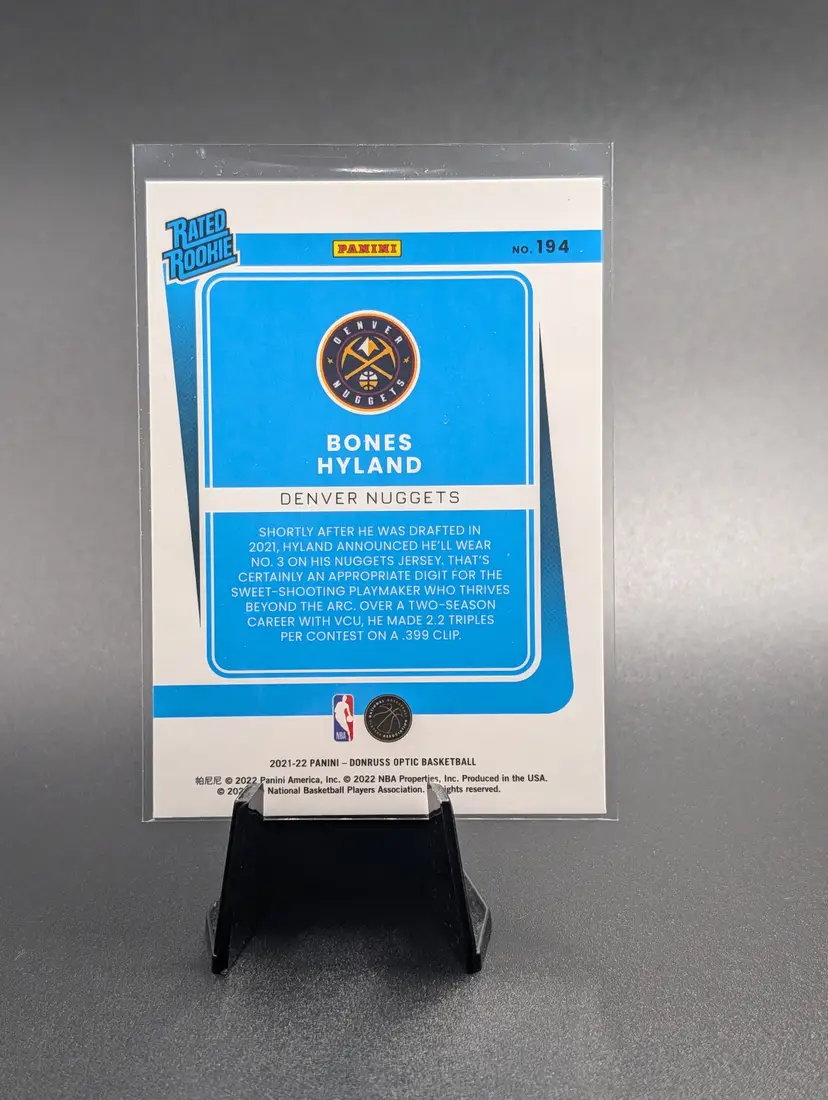 RATED
ROOKIE
PANINI
NO. 194
DENVER
NUGGETS
BONES
HYLAND
DENVER NUGGETS
SHORTLY AFTER HE WAS DRAFTED IN
2021, HYLAND ANNOUNCED HE'LL WEAR
NO. 3 ON HIS NUGGETS JERSEY. THAT'S
CERTAINLY AN APPROPRIATE DIGIT FOR THE
SWEET-SHOOTING PLAYMAKER WHO THRIVES
BEYOND THE ARC. OVER A TWO-SEASON
CAREER WITH VCU, HE MADE 2.2 TRIPLES
PER CONTEST ON A .399 CLIP.
NBA
2021-22 PANINI – DONRUSS OPTIC BASKETBALL
帕尼尼 © 2022 Panini America, Inc. © 2022 NBA Properties, Inc. Produced in the USA.
© National Basketball Players Association. reserved.